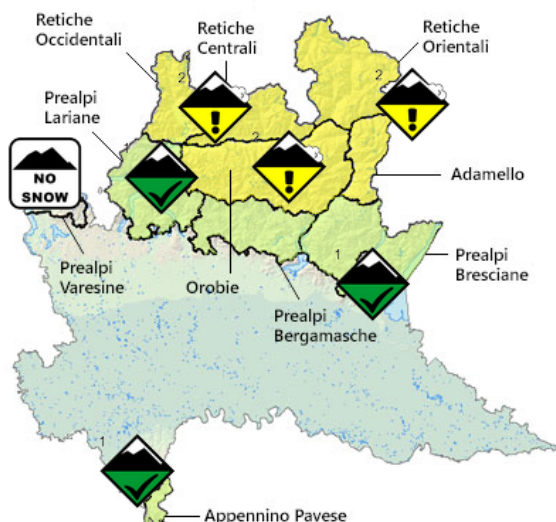 Retiche
Occidentali
Retiche
Centrali
Retiche
Orientali
2
2
2
Prealpi
Lariane
NO
SNOW
Adamello
Prealpi
Varesine
Orobie
1
Prealpi
Bergamasche
Prealpi
Bresciane
1
Appennino Pavese